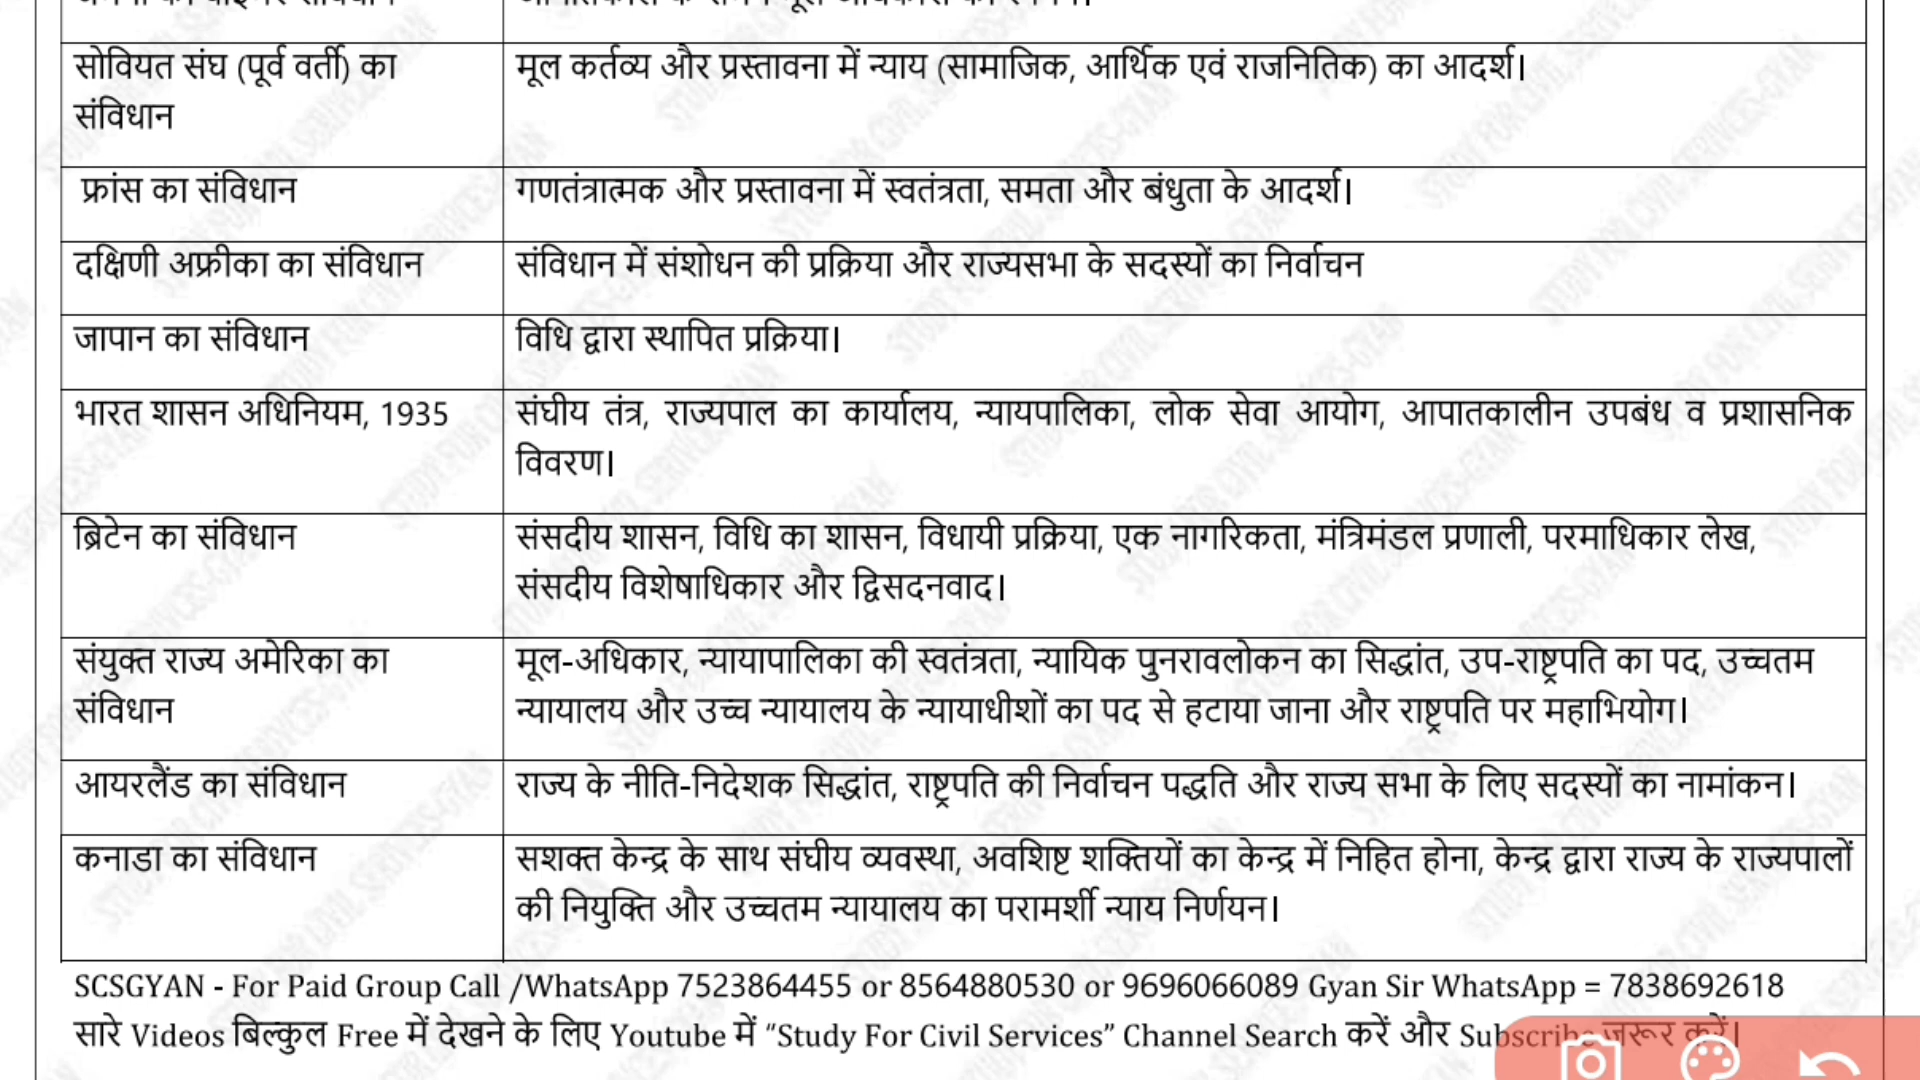 सोवियत संघ (पूर्व वर्ती) का
संविधान
मूल कर्तव्य और प्रस्तावना में न्याय (सामाजिक, आर्थिक एवं राजनितिक) का आदर्श।
फ्रांस का संविधान
गणतंत्रात्मक और प्रस्तावना में स्वतंत्रता, समता और बंधुता के आदर्श।
दक्षिणी अफ्रीका का संविधान
संविधान में संशोधन की प्रक्रिया और राज्यसभा के सदस्यों का निर्वाचन
जापान का संविधान
विधि द्वारा स्थापित प्रक्रिया।
भारत शासन अधिनियम, 1935
संघीय तंत्र, राज्यपाल का कार्यालय, न्यायपालिका, लोक सेवा आयोग, आपातकालीन उपबंध व प्रशासनिक
विवरण।
ब्रिटेन का संविधान
संसदीय शासन, विधि का शासन, विधायी प्रक्रिया, एक नागरिकता, मंत्रिमंडल प्रणाली, परमाधिकार लेख,
संसदीय विशेषाधिकार और द्विसदनवाद।
संयुक्त राज्य अमेरिका का
संविधान
मूल-अधिकार, न्यायापालिका की स्वतंत्रता, न्यायिक पुनरावलोकन का सिद्धांत, उप-राष्ट्रपति का पद, उच्चतम
न्यायालय और उच्च न्यायालय के न्यायाधीशों का पद से हटाया जाना और राष्ट्रपति पर महाभियोग।
आयरलैंड का संविधान
राज्य के नीति-निदेशक सिद्धांत, राष्ट्रपति की निर्वाचन पद्धति और राज्य सभा के लिए सदस्यों का नामांकन।
कनाडा का संविधान
सशक्त केन्द्र के साथ संघीय व्यवस्था, अवशिष्ट शक्तियों का केन्द्र में निहित होना, केन्द्र द्वारा राज्य के राज्यपालों
की नियुक्ति और उच्चतम न्यायालय का परामर्शी न्याय निर्णयन।
SCSGYAN - For Paid Group Call /WhatsApp 7523864455 or 8564880530 or 9696066089 Gyan Sir WhatsApp = 7838692618
सारे Videos बिल्कुल Free में देखने के लिए Youtube में "Study For Civil Services" Channel Search करें और Subscribe जरूर करें।